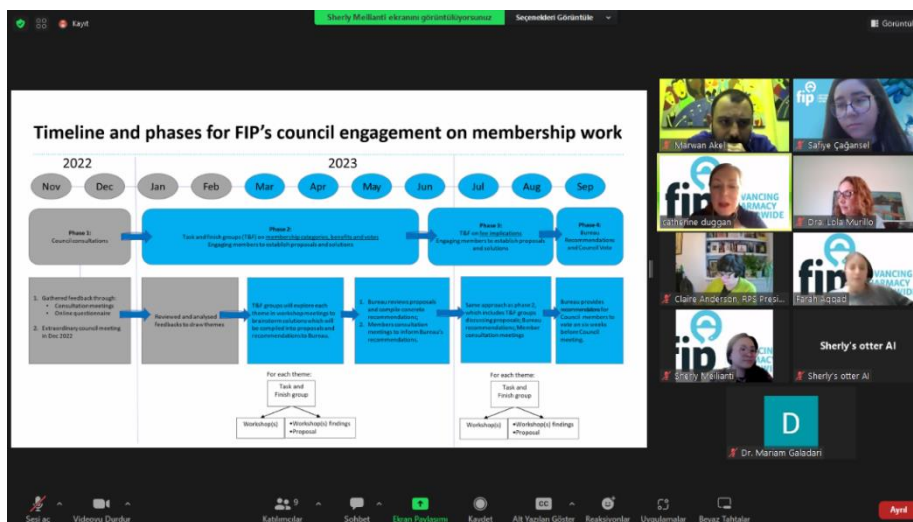 Sherly Meilianti ekranını görüntülüyorsunuz
Seçenekleri Görüntüle
Kayıt
Görüntül
Timeline and phases for FIP's council engagement on membership work
2022
2023
Nov
Dec
Jan
Feb
Mar
Apr
May
Jun
Jul
Aug
Sep
Phase 1:
Council consultations
Phase 2:
Task and finish groups (T&F) on membership categories, benefits and votes
Engaging members to establish proposals and solutions
Phase 3:
T&F on fee implications
Engaging members to establish proposals
and solutions
Phase 4:
Bureau
Recommendations
and Council Vote
1. Gathered feedback through:
• Consultation meetings
• Online questionnaire
2. Extraordinary council meeting
in Dec 2022
Reviewed and analysed
feedbacks to draw themes
T&F groups will explore each
theme in workshop/meetings to
brainstorm solutions which will
be compiled into proposals and
recommendations to Bureau.
1. Bureau reviews proposals
and compile concrete
recommendations;
2. Members consultation
meetings to inform Bureau's
recommendations.
Same approach as phase 2,
which includes T&F groups
discussing proposals; Bureau
recommendations; Member
consultation meetings
Bureau provides
recommendations for
Council members to
vote on six weeks
before Council
meeting.
For each theme:
Task and
Finish group
Workshop(s)
•Workshop(s) findings
•Proposal
For each theme:
Task and
Finish group
Workshop(s)
•Workshop(s) findings
•Proposal
Marwan Akel
fip
Safiye Çağansel
fip
VANCING
ARMACY
WIDE
catherine duggan
Dra. Lola Murillo
Claire Anderson, RPS Presi...
fip
VANCING
Farah Aqqad
fip
Sherly Meilianti
Sherly's otter AI
Sherly's otter AI
D
Dr. Mariam Galadari
Sesi aç
Videoyu Durdur
9
Katılımcılar
Sohbet
Ekran Paylaşımı
Kaydet
CC
Alt Yazıları Göster
Reaksiyonlar
Uygulamalar
Beyaz Tahtalar
Ayrıl